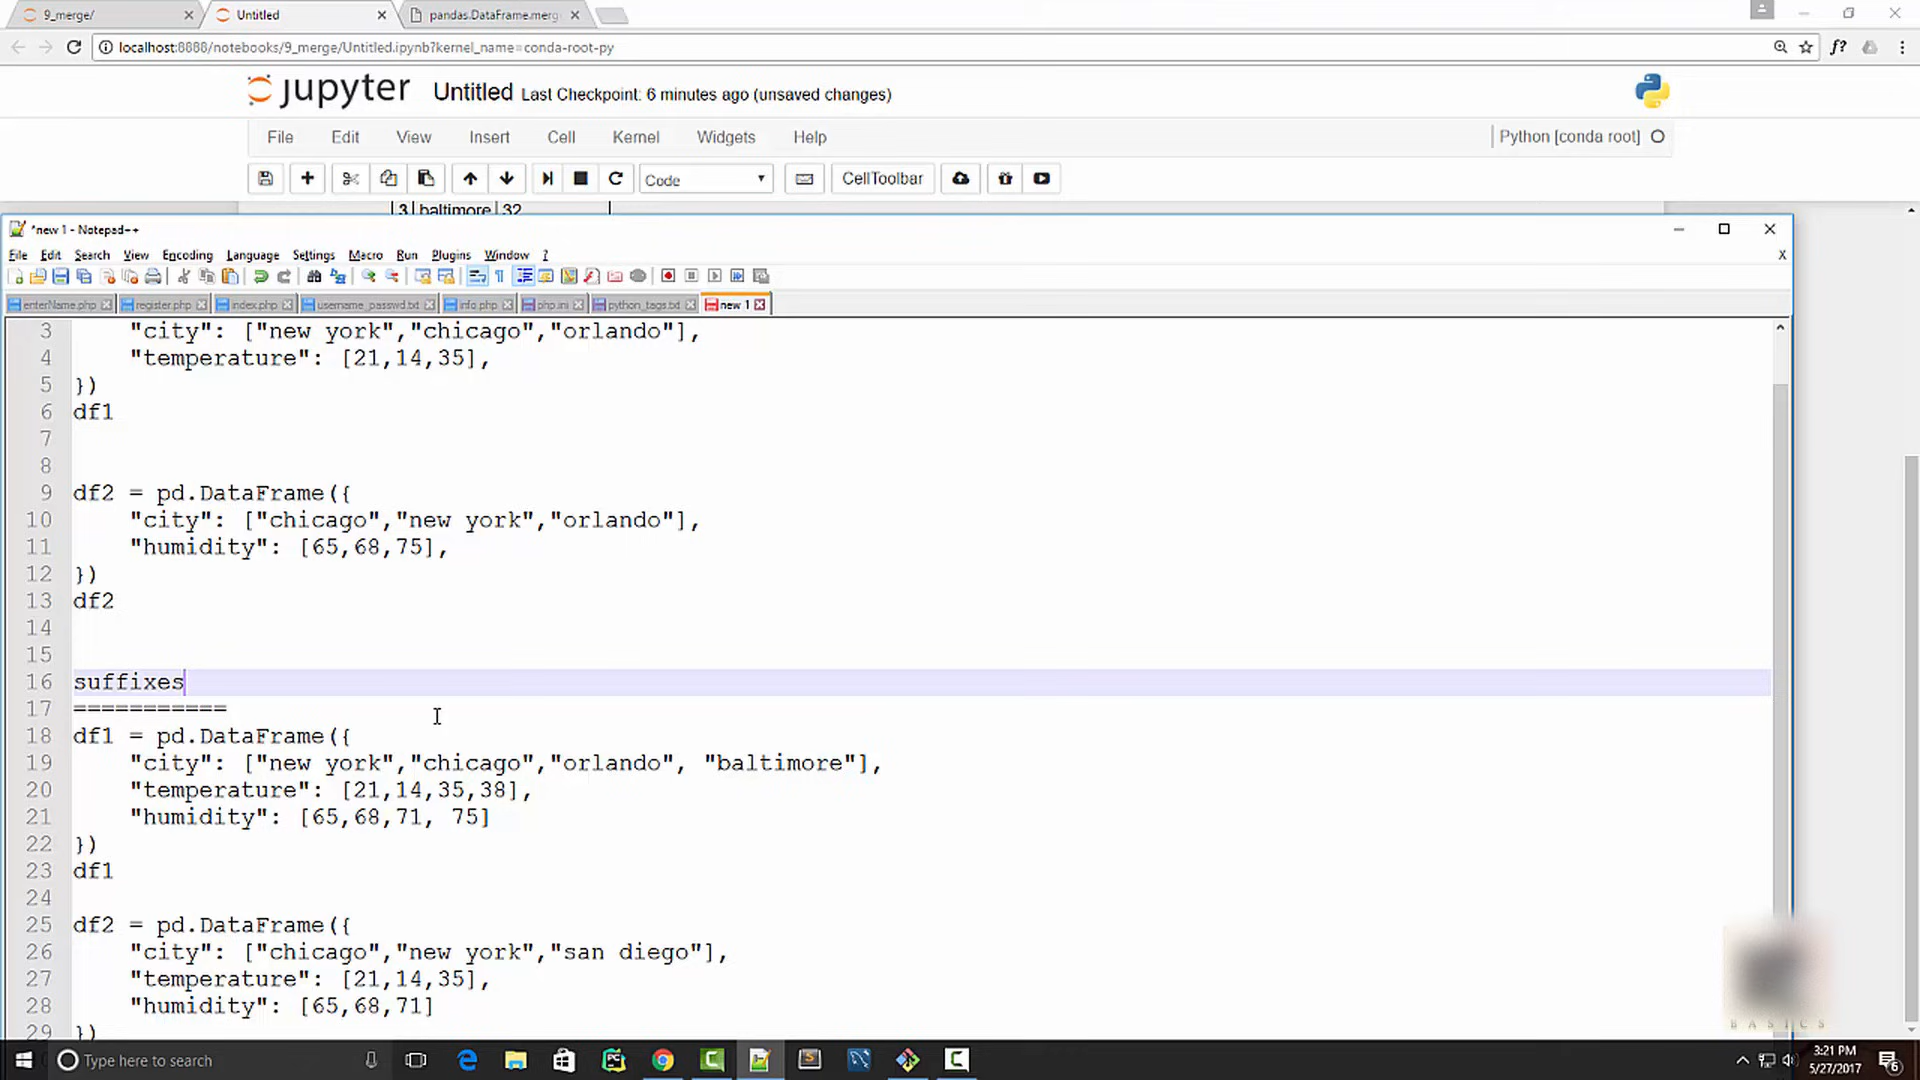 9_merge/
Untitled
pandas.DataFrame.merg
localhost:8888/notebooks/9_merge/Untitled.ipynb?kernel_name=conda-root-py
f?
jupyter Untitled Last Checkpoint: 6 minutes ago (unsaved changes)
File Edit View Insert Cell Kernel Widgets Help
Python [conda root]
Code
CellToolbar
3 baltimore 32
*new 1 - Notepad++
File Edit Search View Encoding Language Settings Macro Run Plugins Window ?
X
enterName.php register.php index.php username_passwd.txt info.php php.ini python_tags.txt new 1
3 "city": ["new york","chicago","orlando"],
4 "temperature": [21,14,35],
5 })
6 df1
7
8
9 df2 = pd.DataFrame({
10 "city": ["chicago","new york","orlando"],
11 "humidity": [65,68,75],
12 })
13 df2
14
15
16 suffixes
17 ===========
18 df1 = pd.DataFrame({
19 "city": ["new york","chicago","orlando", "baltimore"],
20 "temperature": [21,14,35,38],
21 "humidity": [65,68,71, 75]
22 })
23 df1
24
25 df2 = pd.DataFrame({
26 "city": ["chicago","new york","san diego"],
27 "temperature": [21,14,35],
28 "humidity": [65,68,71]
29 })
BASICS
Type here to search
3:21 PM
5/27/2017
6